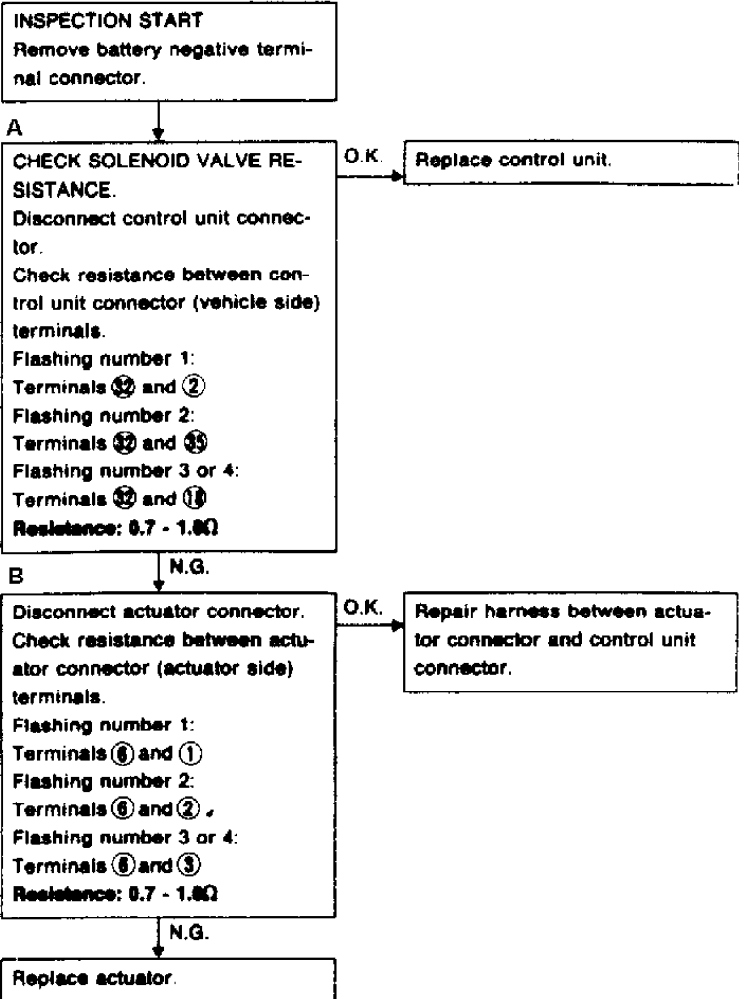 INSPECTION START
Remove battery negative termi-
nal connector.
A
CHECK SOLENOID VALVE RE-
SISTANCE.
Disconnect control unit connec-
tor.
Check resistance between con-
trol unit connector (vehicle side)
terminals.
Flashing number 1:
Terminals 32 and 2
Flashing number 2:
Terminals 32 and 35
Flashing number 3 or 4:
Terminals 32 and
Resistance: 0.7 -
O.K.
Replace control unit.
N.G.
B
Disconnect actuator connector.
Check resistance between actu-
ator connector (actuator side)
terminals.
Flashing number 1:
Terminals 6 and 1
Flashing number 2:
Terminals 6 and 2
Flashing number 3 or 4:
Terminals 6 and 3
Resistance: 0.7 -
O.K.
Repair harness between actua-
tor connector and control unit
connector.
N.G.
Replace actuator.